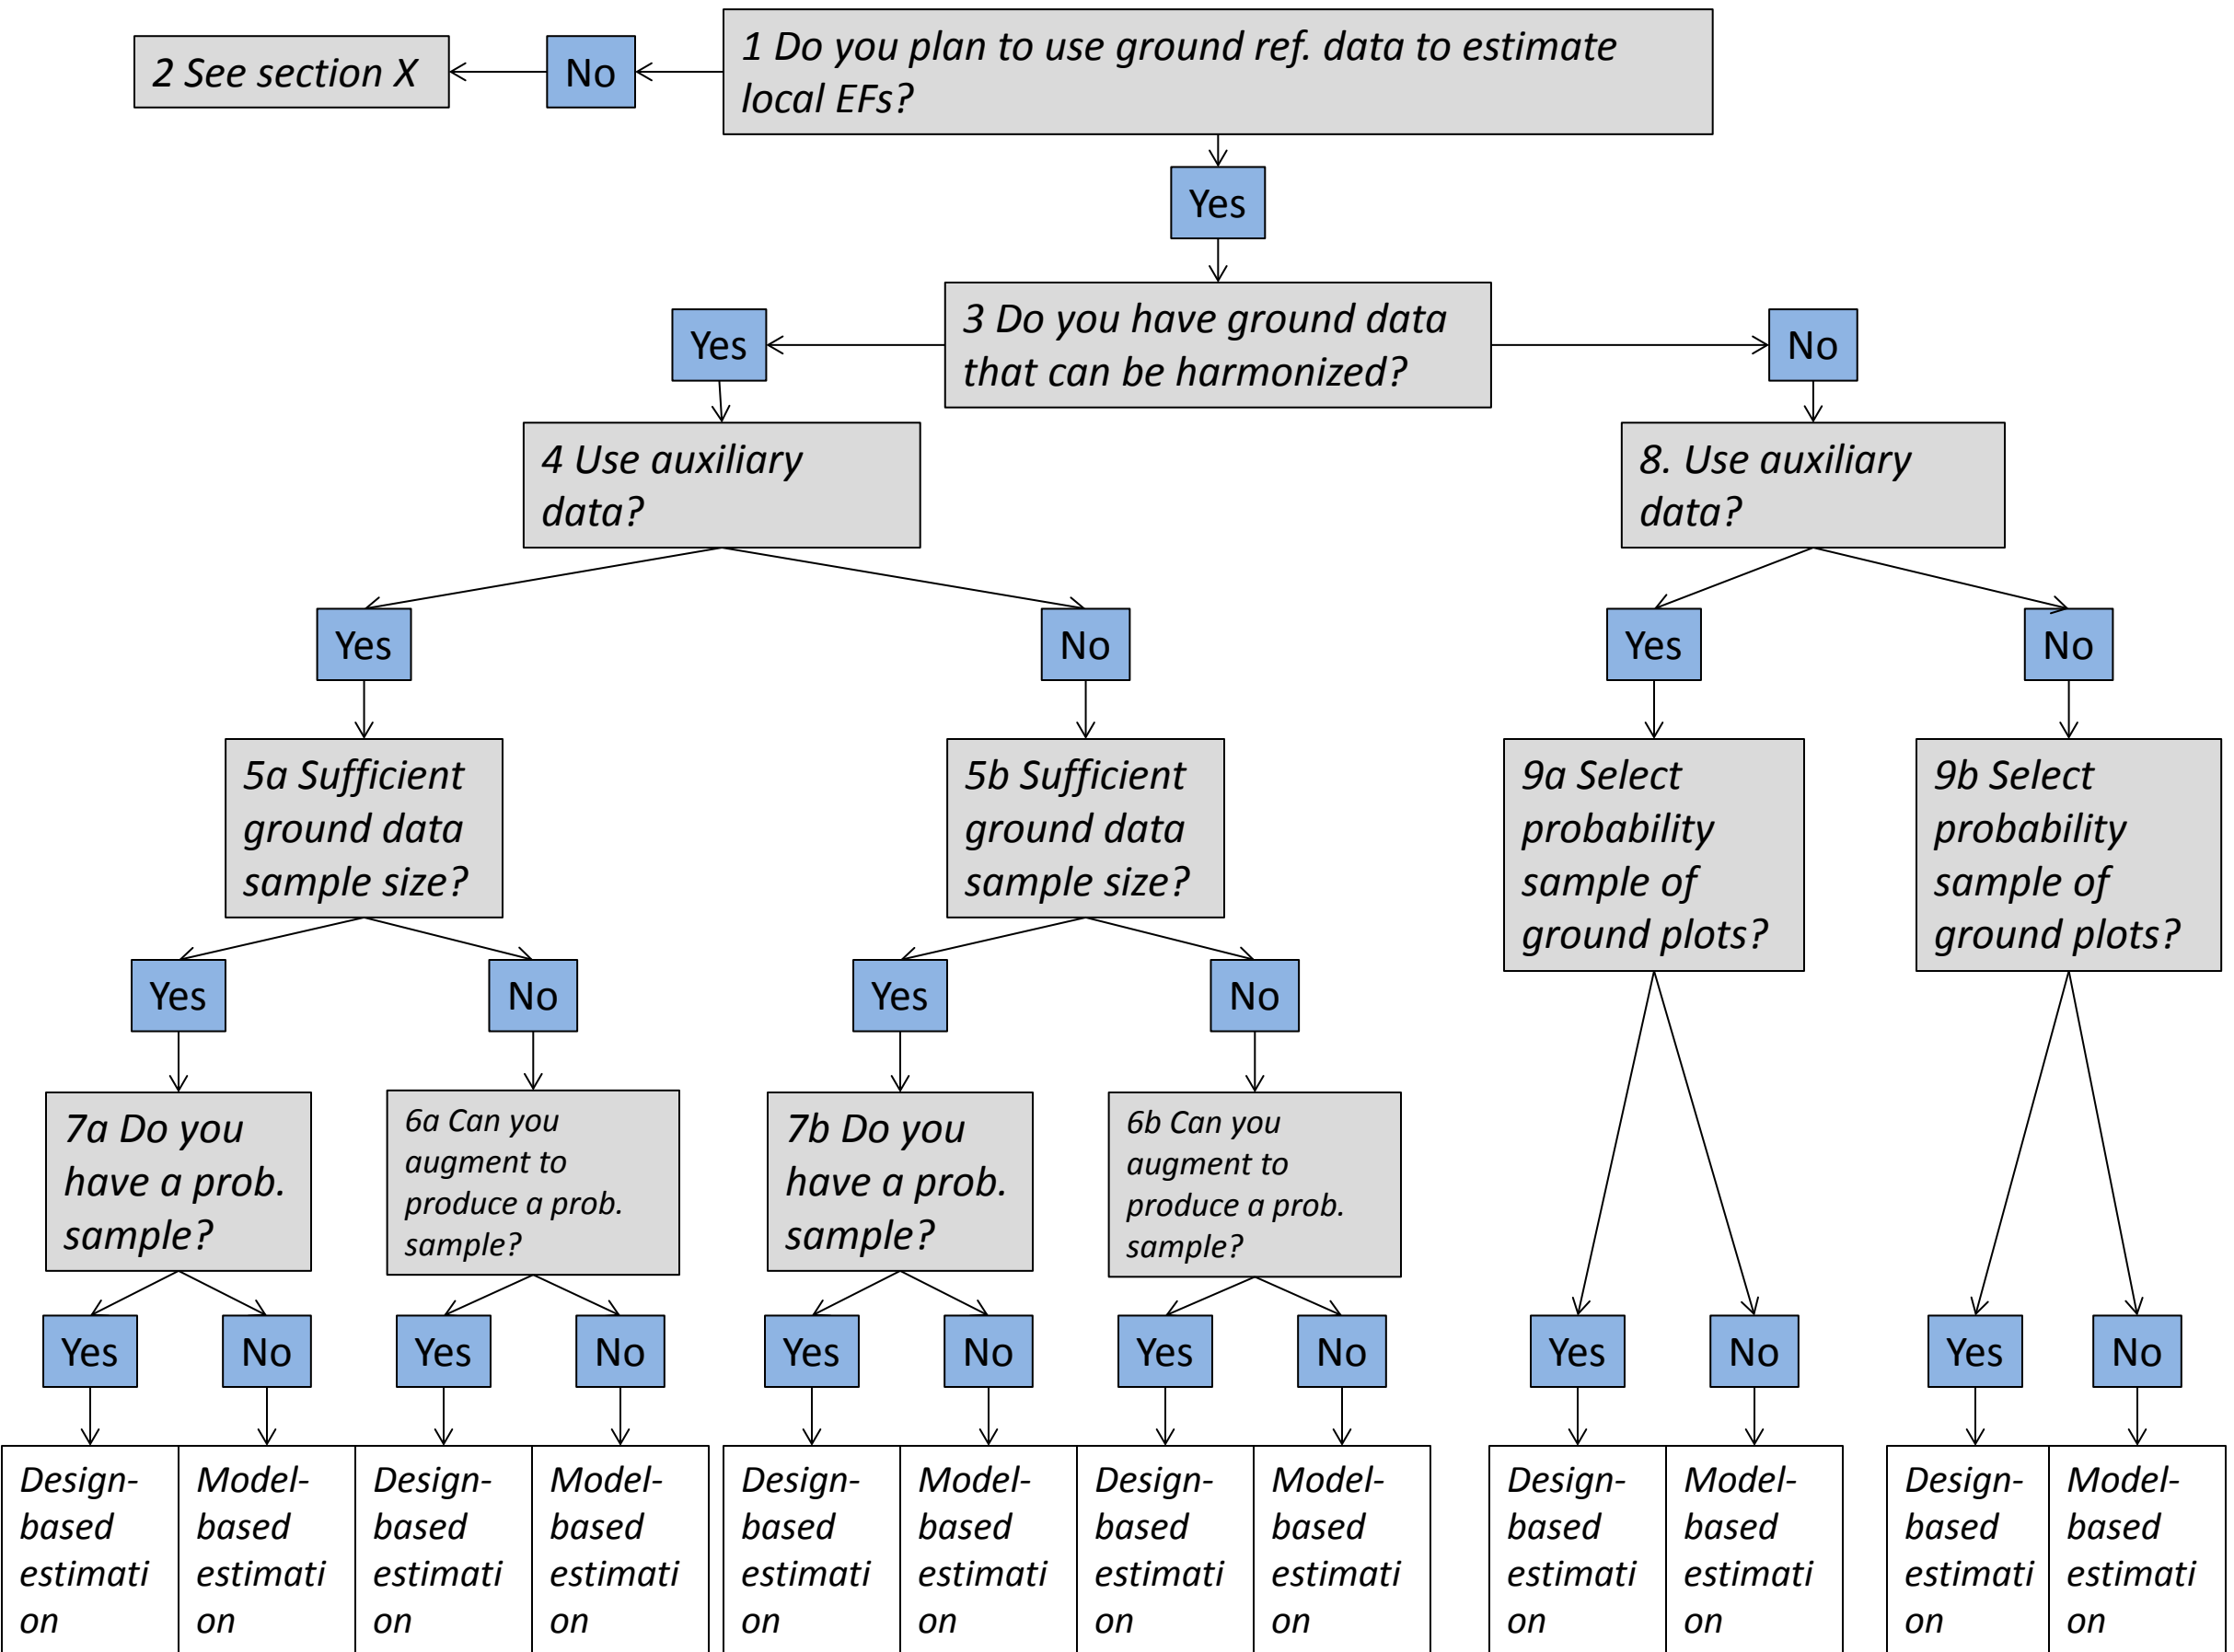 2 See section X
No
1 Do you plan to use ground ref. data to estimate
local EFs?
Yes
Yes
3 Do you have ground data
that can be harmonized?
No
4 Use auxiliary
data?
8. Use auxiliary
data?
Yes
No
Yes
No
5a Sufficient
ground data
sample size?
5b Sufficient
ground data
sample size?
9a Select
probability
sample of
ground plots?
9b Select
probability
sample of
ground plots?
Yes
No
Yes
No
7a Do you
have a prob.
sample?
6a Can you
augment to
produce a prob.
sample?
7b Do you
have a prob.
sample?
6b Can you
augment to
produce a prob.
sample?
Yes
No
Yes
No
Yes
No
Yes
No
Yes
No
Yes
No
Design-
based
estimati
on
Model-
based
estimati
on
Design-
based
estimati
on
Model-
based
estimati
on
Design-
based
estimati
on
Model-
based
estimati
on
Design-
based
estimati
on
Model-
based
estimati
on
Design-
based
estimati
on
Model-
based
estimati
on
Design-
based
estimati
on
Model-
based
estimati
on